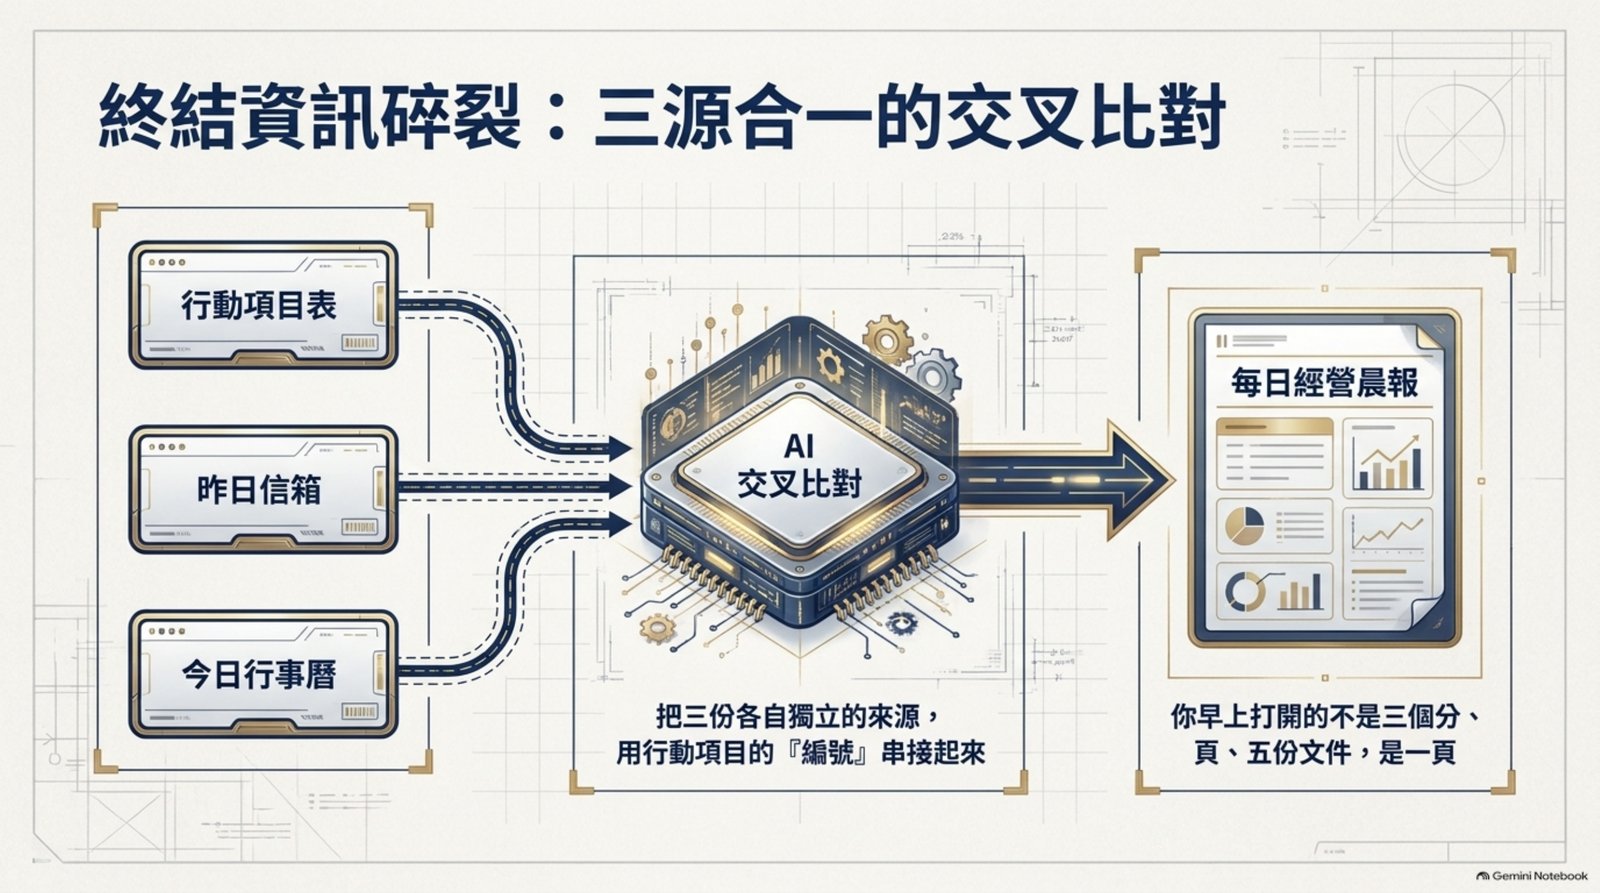 終結資訊碎裂：三源合一的交叉比對
行動項目表
昨日信箱
今日行事曆
22%
AI
交叉比對
把三份各自獨立的來源，
用行動項目的『編號』串接起來
每日經營晨報
你早上打開的不是三個分、
頁、五份文件，是一頁
Gemini Notebook